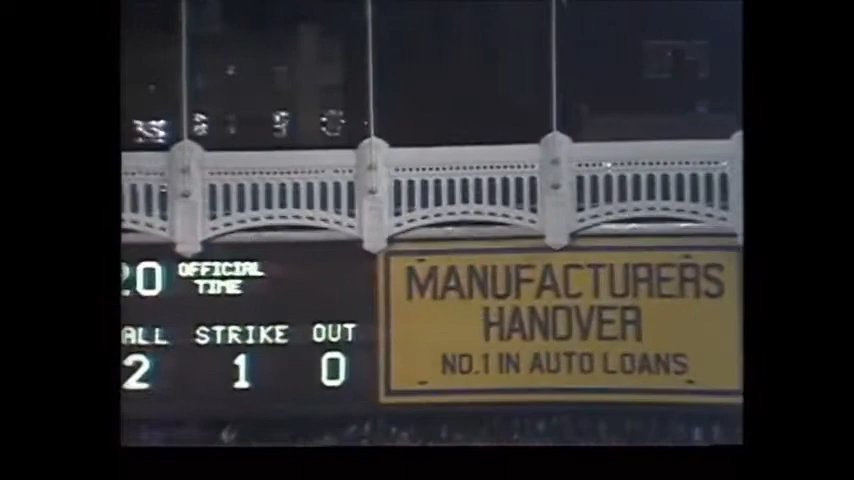 20 OFFICIAL
TIME
ALL STRIKE OUT
2 1 0
MANUFACTURERS
HANOVER
NO.1 IN AUTO LOANS